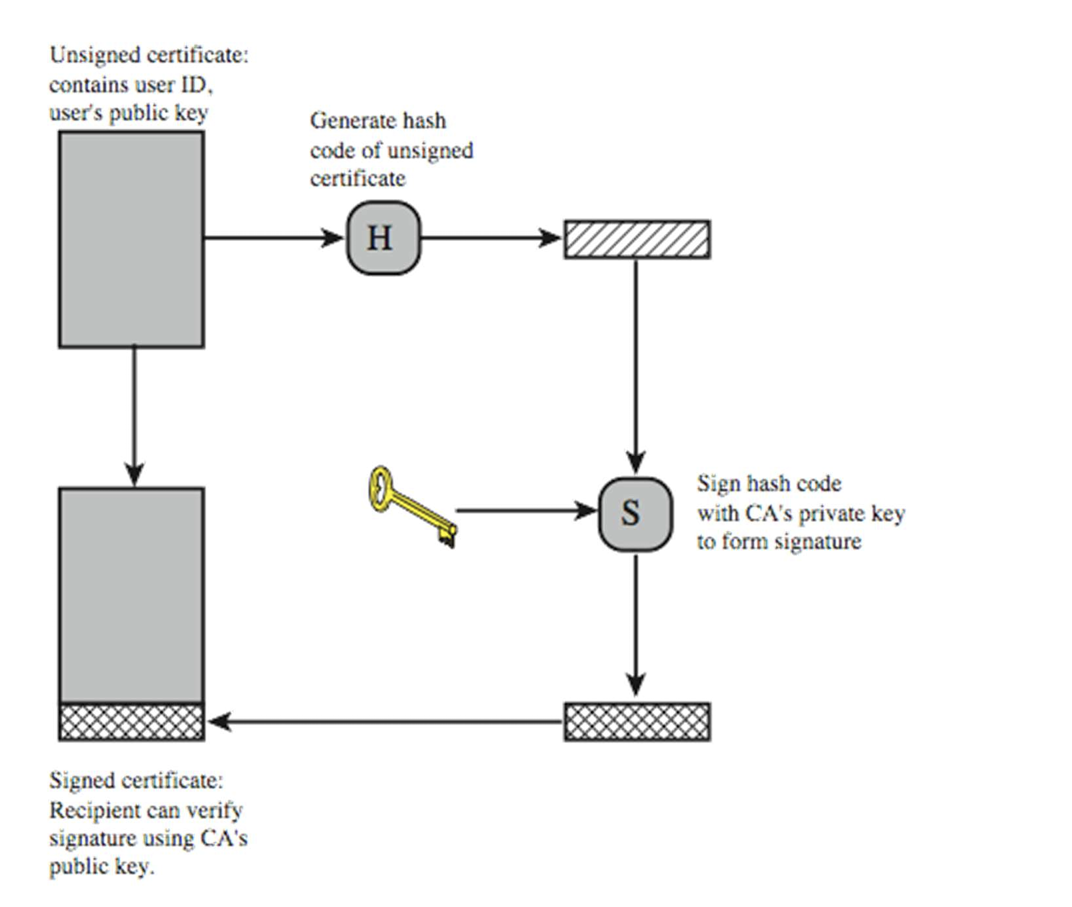 Unsigned certificate:
contains user ID,
user's public key
Generate hash
code of unsigned
certificate
H
S
Sign hash code
with CA's private key
to form signature
Signed certificate:
Recipient can verify
signature using CA's
public key.